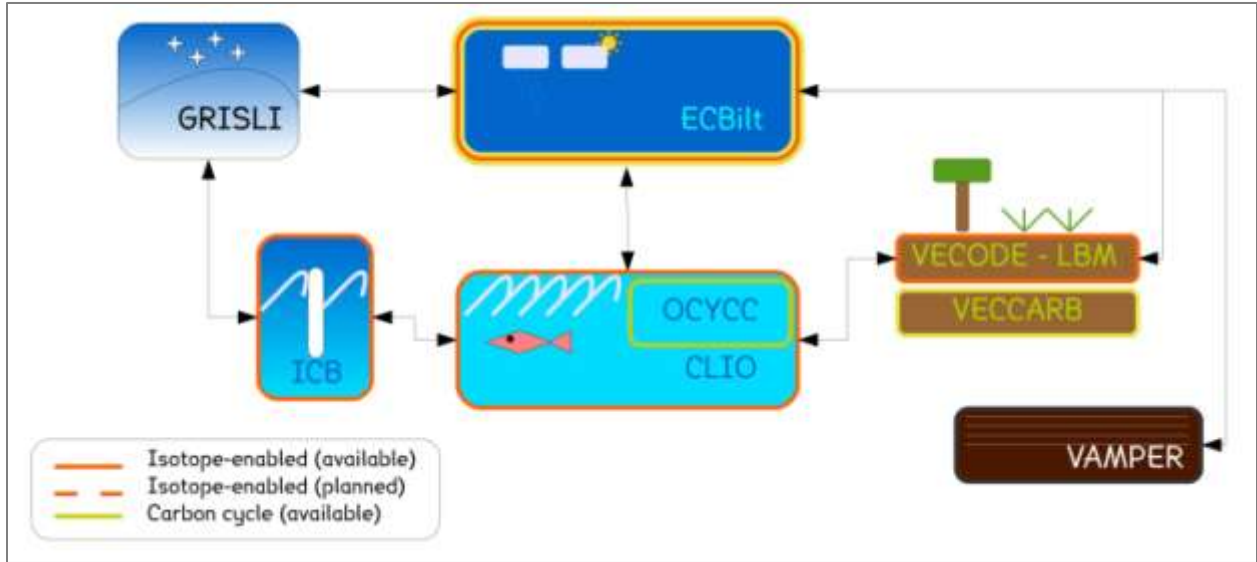 GRISLI
ECBilt
VECODE - LBM
OCYCC
VECCARB
CLIO
ICB
VAMPER
Isotope-enabled (available)
Isotope-enabled (planned)
Carbon cycle (available)